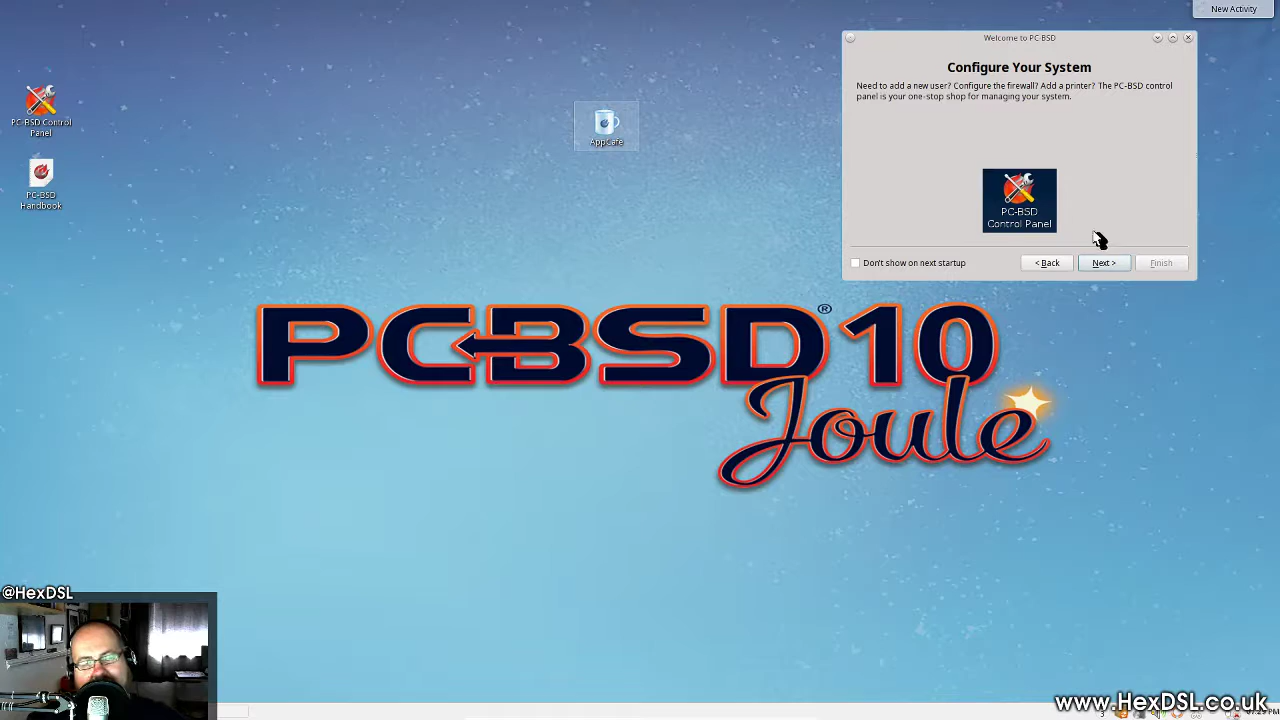 New Activity
Welcome to PC-BSD
Configure Your System
Need to add a new user? Configure the firewall? Add a printer? The PC-BSD control
panel is your one-stop shop for managing your system.
PC-BSD
Control Panel
Don't show on next startup
< Back
Next >
Finish
PC-BSD Control
Panel
PC-BSD
Handbook
AppCafe
PCBSD® 10
Joule
@HexDSL
www.HexDSL.co.uk